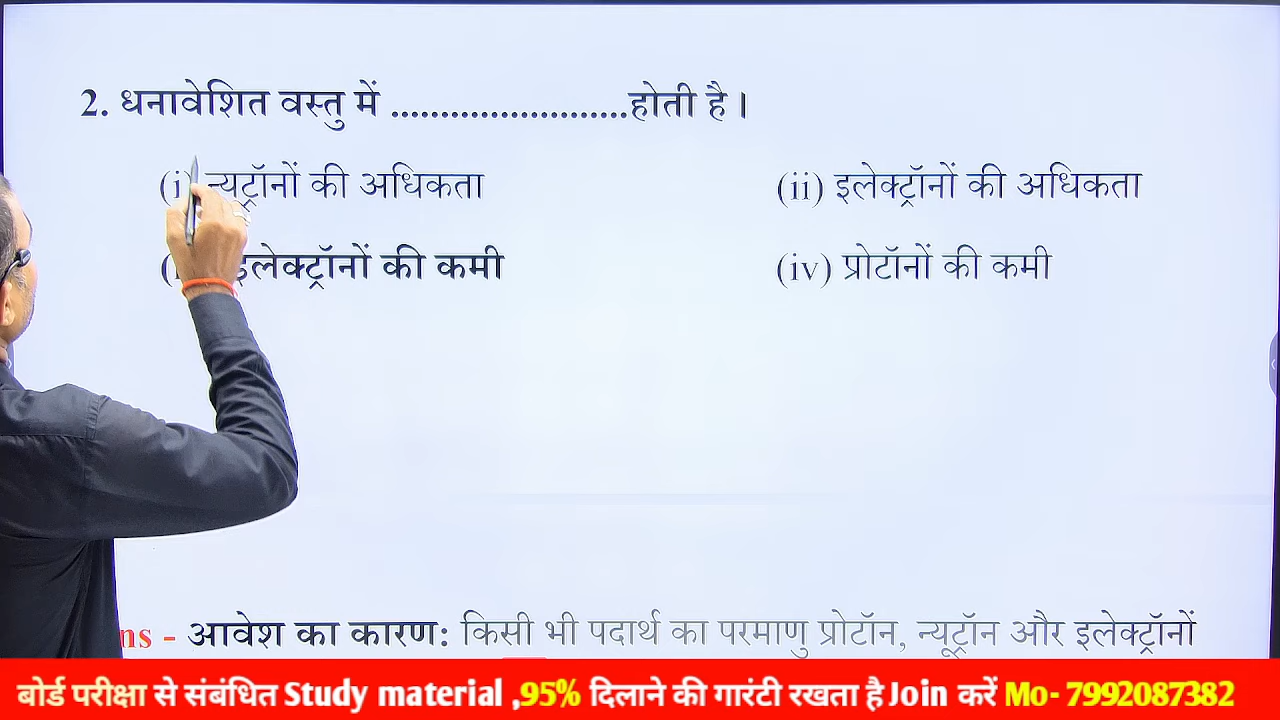 2. धनावेशित वस्तु में .......................होती है।
(i) न्यूट्रॉनों की अधिकता (ii) इलेक्ट्रॉनों की अधिकता
इलेक्ट्रॉनों की कमी (iv) प्रोटॉनों की कमी
ns - आवेश का कारण: किसी भी पदार्थ का परमाणु प्रोटॉन, न्यूट्रॉन और इलेक्ट्रॉनों
बोर्ड परीक्षा से संबंधित Study material ,95% दिलाने की गारंटी रखता है Join करें Mo- 7992087382